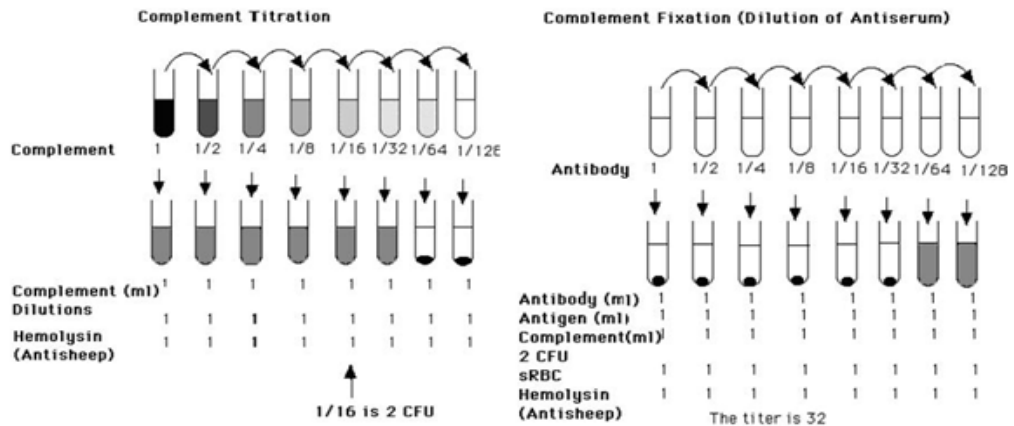 Complement Titration
Complement 1 1/2 1/4 1/8 1/16 1/32 1/64 1/128
Complement (ml) 1 1 1 1 1 1 1 1
Dilutions 1 1 1 1 1 1 1 1
Hemolysin 1 1 1 1 1 1 1 1
(Antisheep)
1/16 is 2 CFU
Complement Fixation (Dilution of Antiserum)
Antibody 1 1/2 1/4 1/8 1/16 1/32 1/64 1/128
Antibody (ml) 1 1 1 1 1 1 1 1
Antigen (ml) 1 1 1 1 1 1 1 1
Complement(ml) 1 1 1 1 1 1 1 1
2 CFU
sRBC 1 1 1 1 1 1 1 1
Hemolysin 1 1 1 1 1 1 1 1
(Antisheep)
The titer is 32